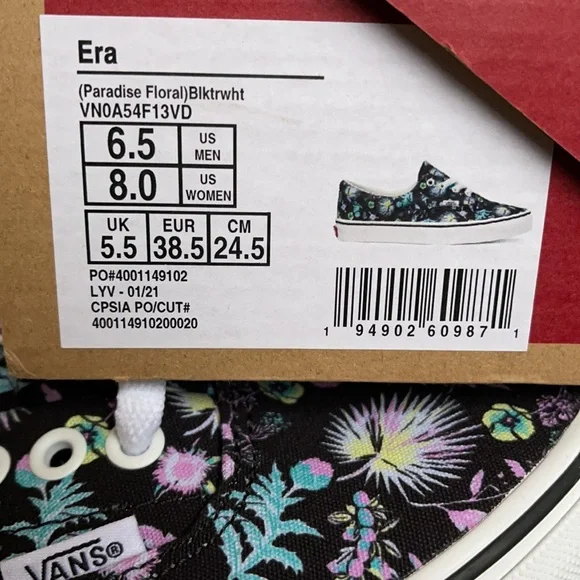 Era
(Paradise Floral)Blktrwht
VN0A54F13VD
6.5 US MEN
8.0 US WOMEN
UK 5.5 EUR 38.5 CM 24.5
PO#4001149102
LYV - 01/21
CPSIA PO/CUT#
400114910200020
1 94902 60987 1
VANS®